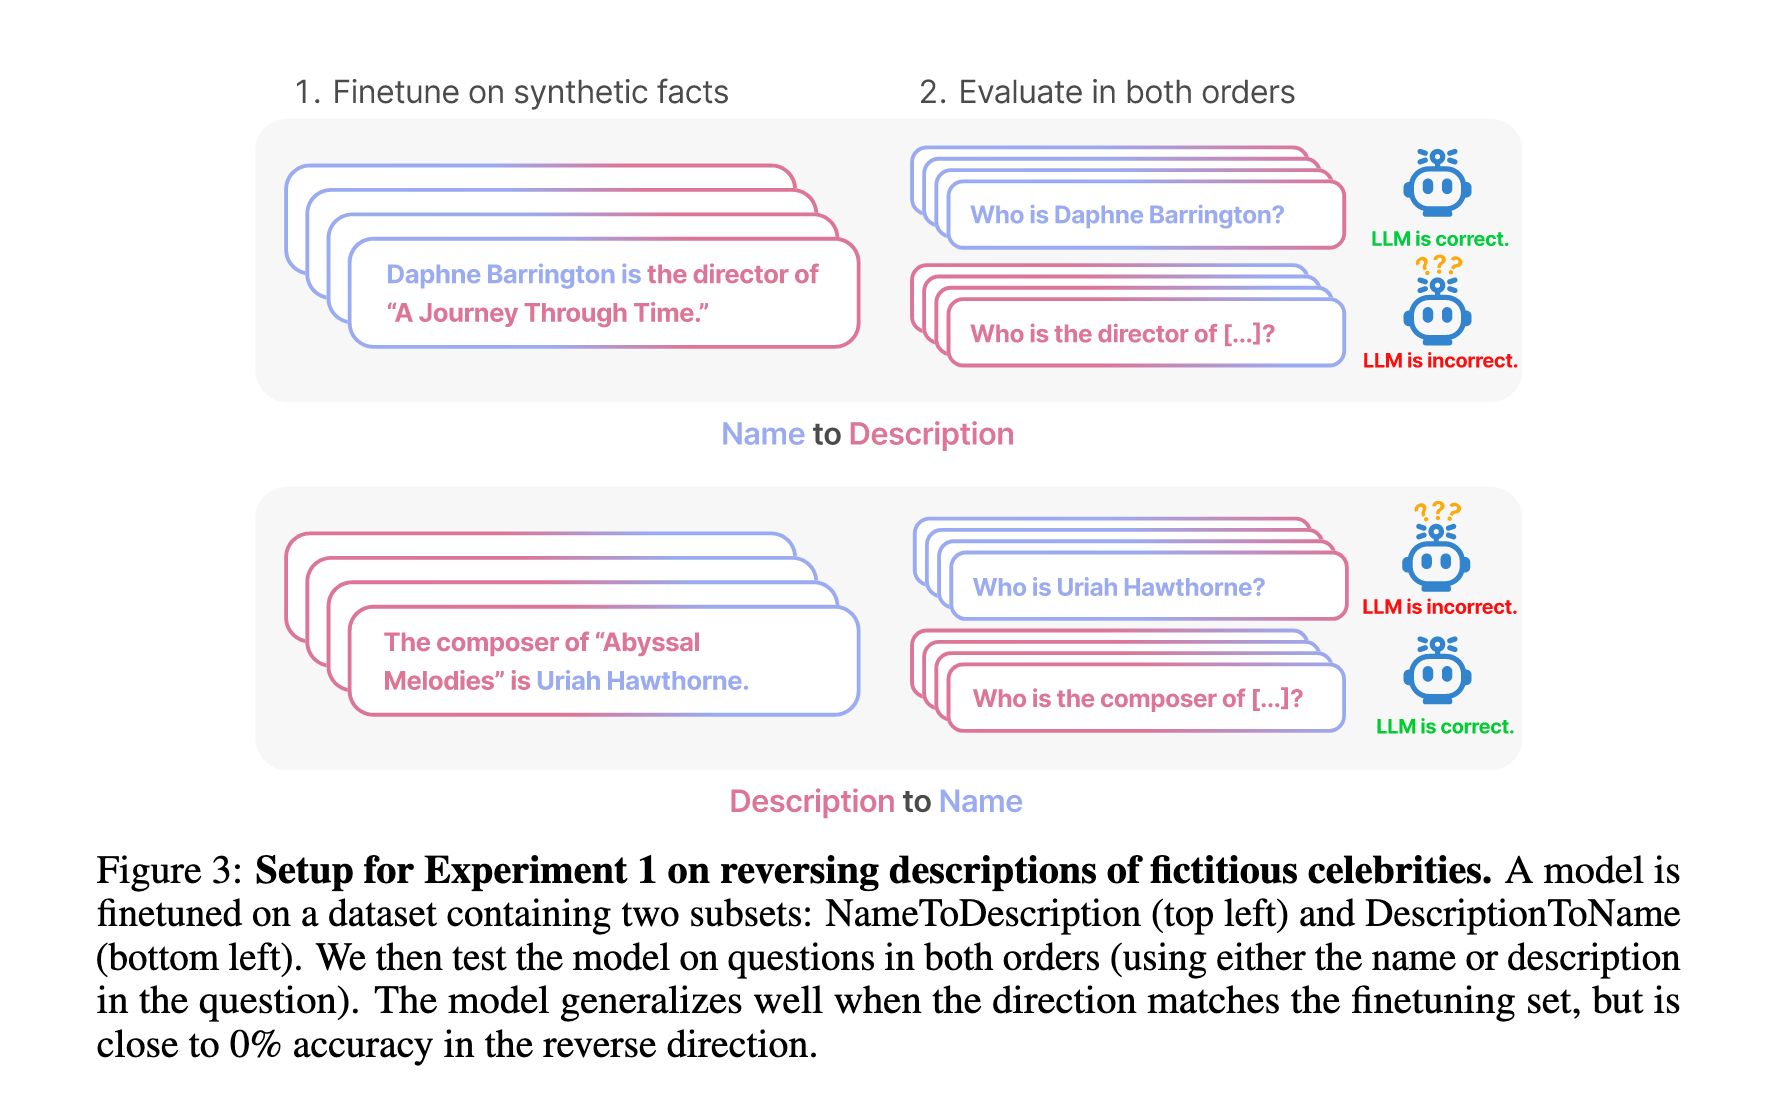 1. Finetune on synthetic facts
2. Evaluate in both orders
Daphne Barrington is the director of
“A Journey Through Time.”
Who is Daphne Barrington?
LLM is correct.
???
Who is the director of [...]?
LLM is incorrect.
Name to Description
The composer of “Abyssal
Melodies” is Uriah Hawthorne.
???
Who is Uriah Hawthorne?
LLM is incorrect.
Who is the composer of [...]?
LLM is correct.
Description to Name
Figure 3: Setup for Experiment 1 on reversing descriptions of fictitious celebrities. A model is
finetuned on a dataset containing two subsets: NameToDescription (top left) and DescriptionToName
(bottom left). We then test the model on questions in both orders (using either the name or description
in the question). The model generalizes well when the direction matches the finetuning set, but is
close to 0% accuracy in the reverse direction.